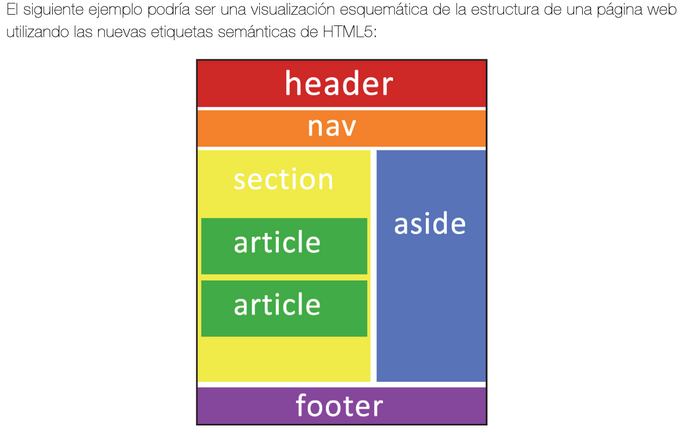 El siguiente ejemplo podría ser una visualización esquemática de la estructura de una página web
utilizando las nuevas etiquetas semánticas de HTML5:
header
nav
section
article
article
aside
footer